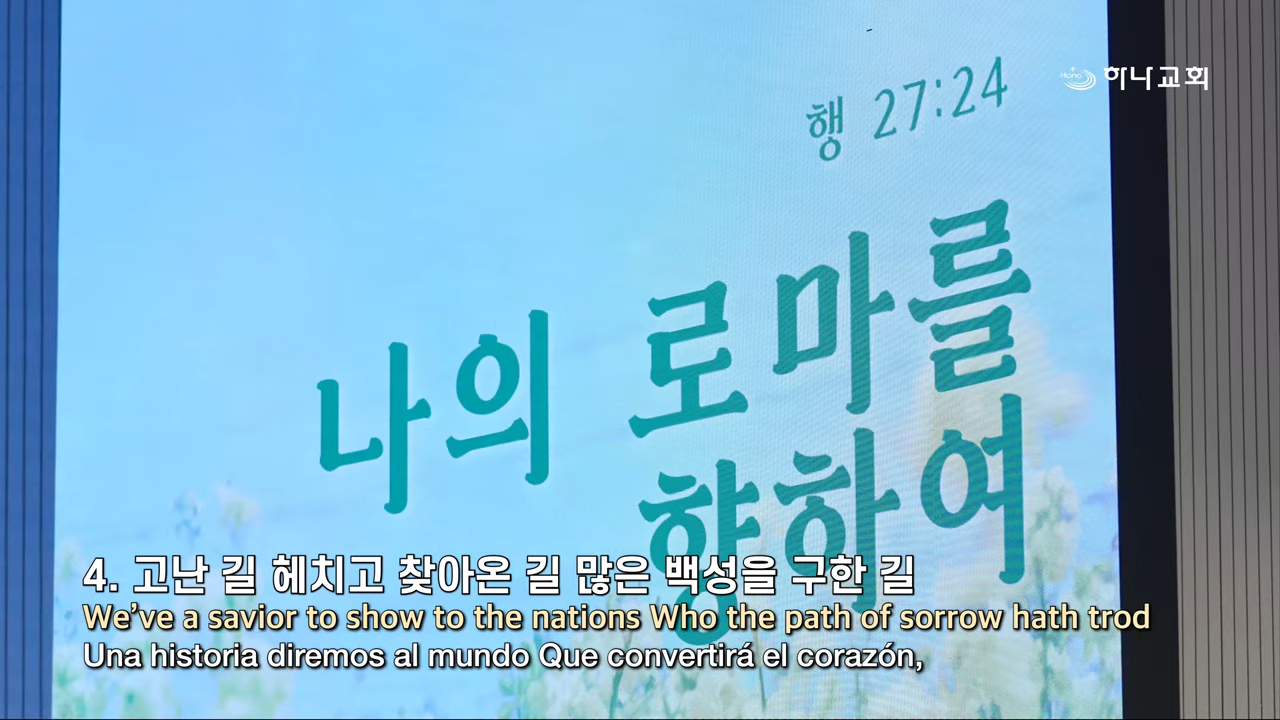 Hana 하나교회
행 27:24
나의 로마를
향하여
4. 고난 길 헤치고 찾아온 길 많은 백성을 구한 길
We've a savior to show to the nations Who the path of sorrow hath trod
Una historia diremos al mundo Que convertirá el corazón,